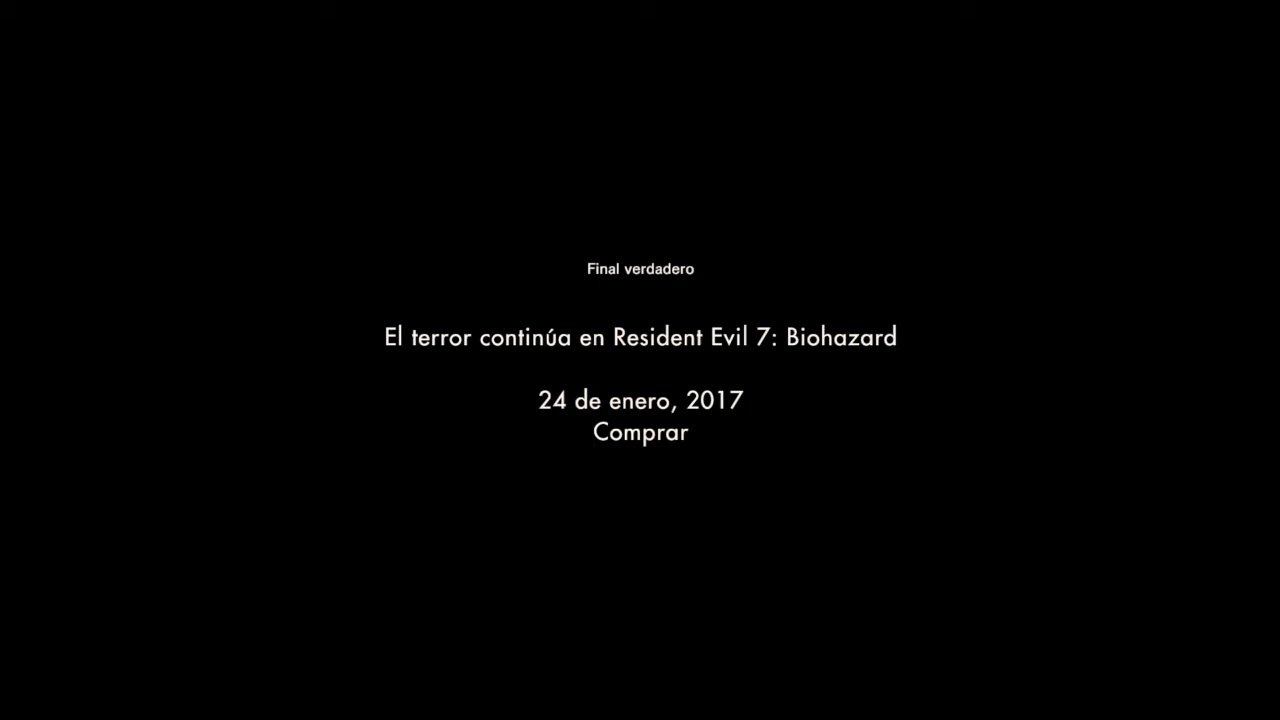 Final verdadero
El terror continúa en Resident Evil 7: Biohazard
24 de enero, 2017
Comprar